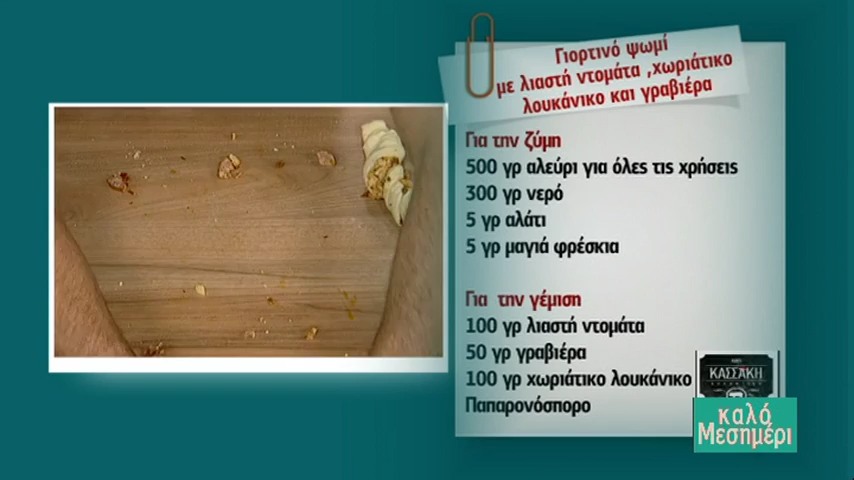 Γιορτινό ψωμί
με λιαστή ντομάτα ,χωριάτικο
λουκάνικο και γραβιέρα
Για την ζύμη
500 γρ αλεύρι για όλες τις χρήσεις
300 γρ νερό
5 γρ αλάτι
5 γρ μαγιά φρέσκια
Για την γέμιση
100 γρ λιαστή ντομάτα
50 γρ γραβιέρα
100 γρ χωριάτικο λουκάνικο
Παπαρονόσπορο
ΚΑΣΣΑΚΗ
καλό
Μεσημέρι